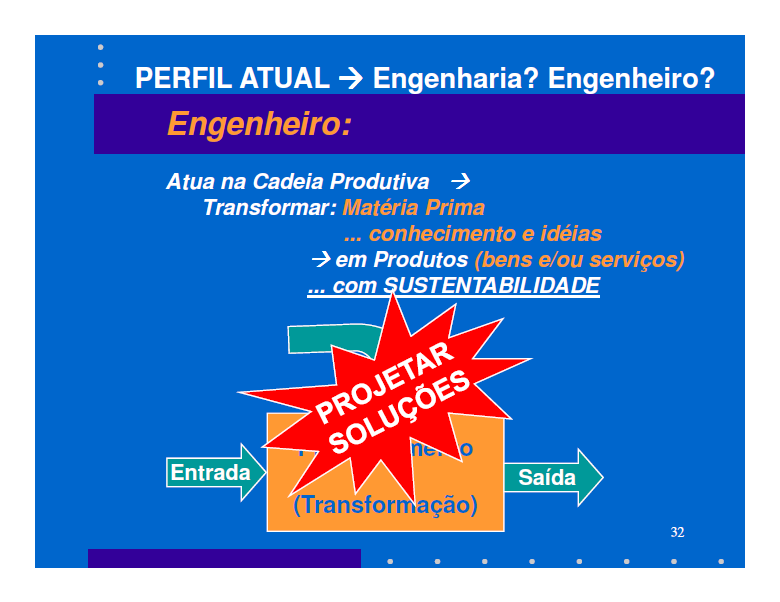 PERFIL ATUAL → Engenharia? Engenheiro?
Engenheiro:
Atua na Cadeia Produtiva →
Transformar: Matéria Prima
... conhecimento e idéias
→ em Produtos (bens e/ou serviços)
... com SUSTENTABILIDADE
PROJETAR
SOLUÇÕES
Entrada
(Transformação)
Saída
32